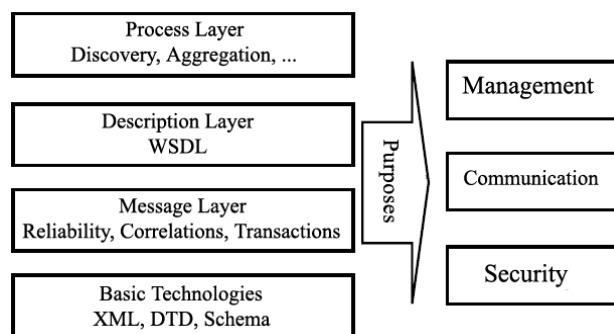 Process Layer
Discovery, Aggregation, ...
Description Layer
WSDL
Message Layer
Reliability, Correlations, Transactions
Basic Technologies
XML, DTD, Schema
Purposes
Management
Communication
Security